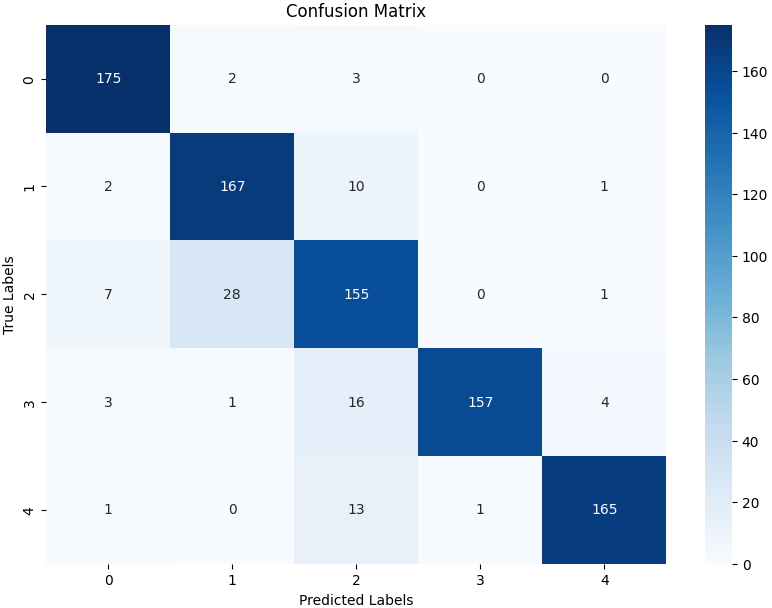 Confusion Matrix
True Labels
0 175 2 3 0 0
1 2 167 10 0 1
2 7 28 155 0 1
3 3 1 16 157 4
4 1 0 13 1 165
0 1 2 3 4
Predicted Labels
160
140
120
100
80
60
40
20
0